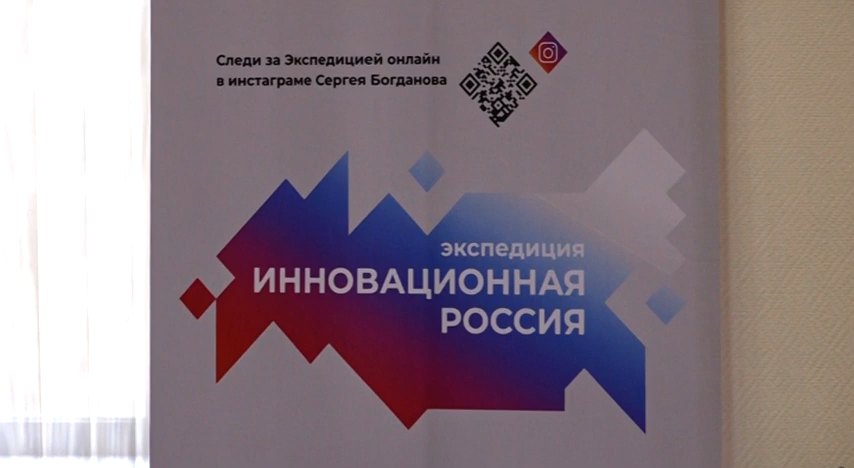 Следи за Экспедицией онлайн
в инстаграме Сергея Богданова
экспедиция
ИННОВАЦИОННАЯ
РОССИЯ